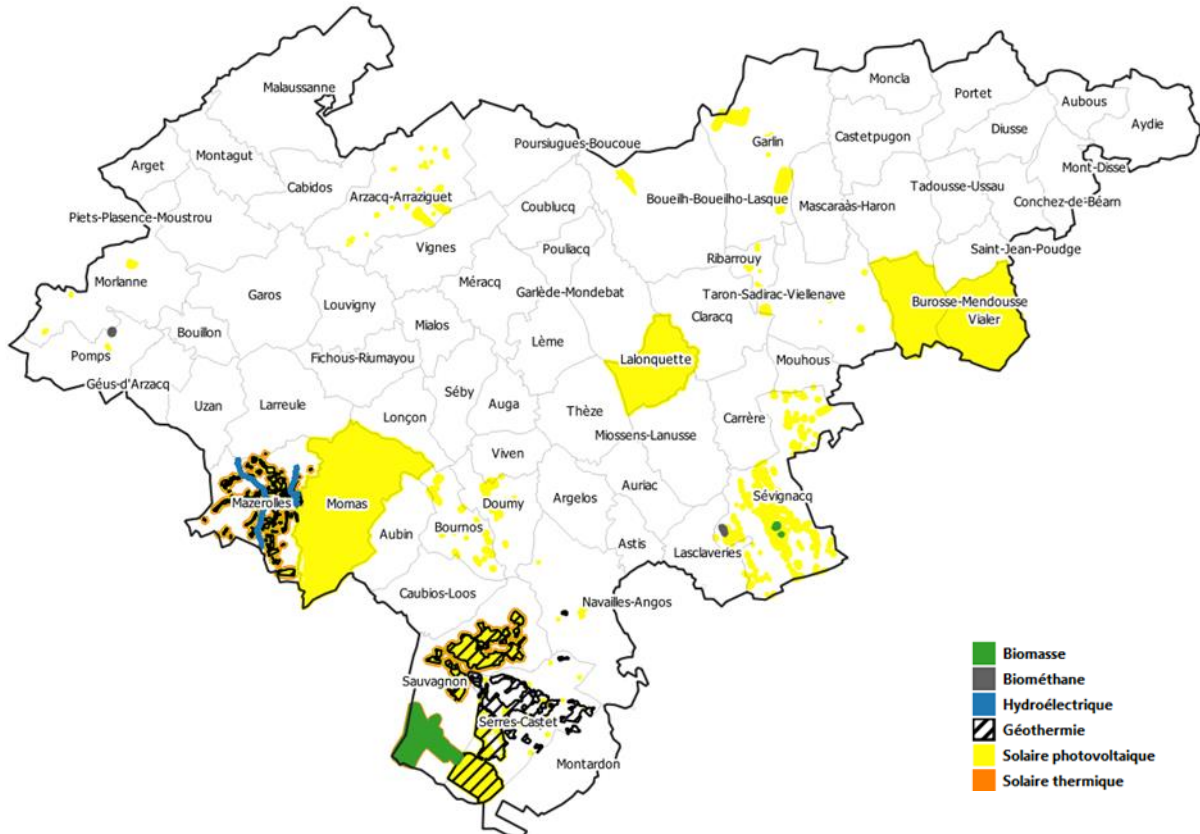 Malaussanne
Moncla
Portet
Aubous
Aydie
Diusse
Castetpugon
Garlin
Poursiugues-Boucoue
Montagut
Arget
Mont-Disse
Cabidos
Tadousse-Ussau
Arzacq-Arraziguet
Boueilh-Boueilho-Lasque
Conchez-de-Béarn
Coublucq
Mascaraàs-Haron
Piets-Plasence-Moustrou
Vignes
Pouliacq
Saint-Jean-Poudge
Ribarrouy
Morlanne
Méracq
Garlède-Mondebat
Taron-Sadirac-Viellenave
Garos
Louvigny
Burosse-Mendousse
Claracq
Vialer
Mialos
Bouillon
Lème
Pomps
Fichous-Riumayou
Lalonquette
Mouhous
Géus-d'Arzacq
Séby
Uzan
Larreule
Auga
Lonçon
Thèze
Carrère
Miossens-Lanusse
Viven
Auriac
Sévignacq
Mazerolles
Momas
Doumy
Argelos
Bournos
Aubin
Astis
Lasclaveries
Caubios-Loos
Navailles-Angos
Sauvagnon
Serres-Castet
Montardon
Biomasse
Biométhane
Hydroélectrique
Géothermie
Solaire photovoltaique
Solaire thermique